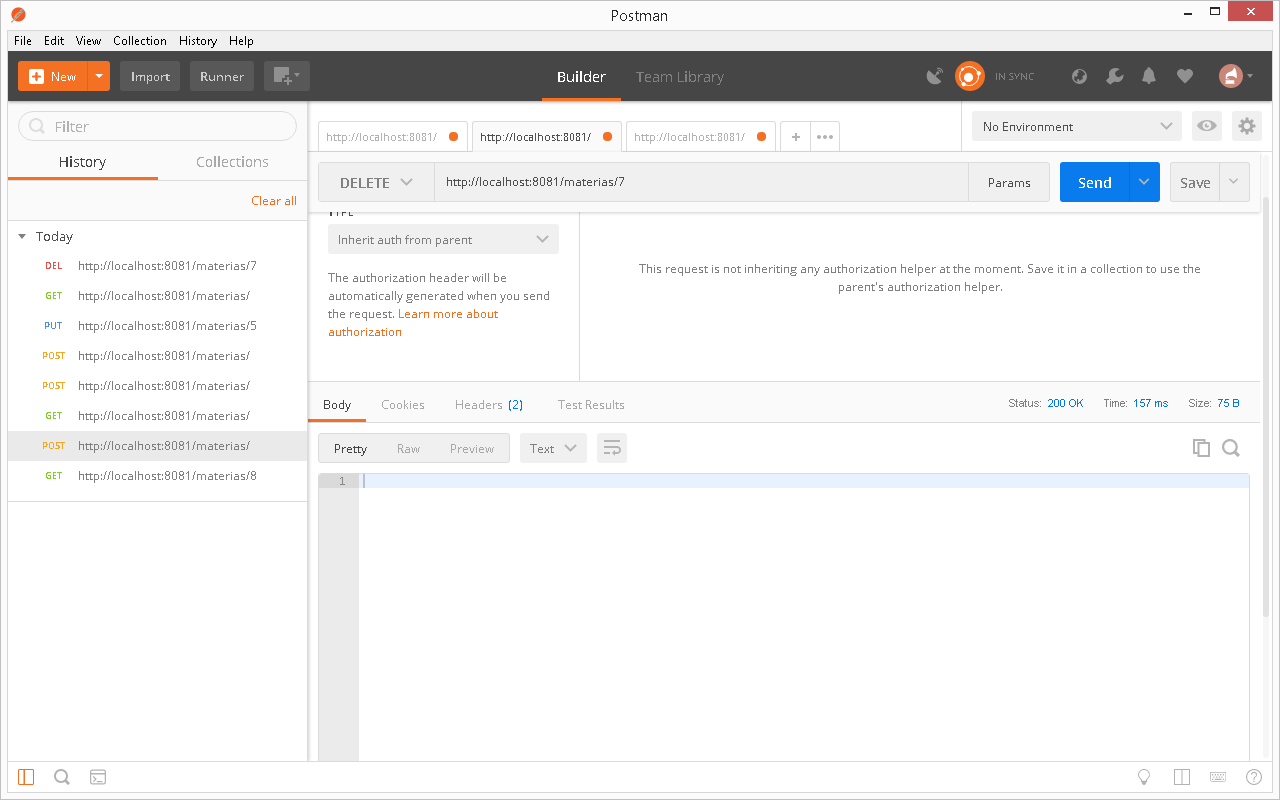 Postman
File Edit View Collection History Help
New Import Runner Builder Team Library IN SYNC
Filter
History Collections
Clear all
Today
DEL http://localhost:8081/materias/7
GET http://localhost:8081/materias/
PUT http://localhost:8081/materias/5
POST http://localhost:8081/materias/
POST http://localhost:8081/materias/
GET http://localhost:8081/materias/
POST http://localhost:8081/materias/
GET http://localhost:8081/materias/8
http://localhost:8081/ http://localhost:8081/ http://localhost:8081/ + ••• No Environment
DELETE http://localhost:8081/materias/7 Params Send Save
TYPE
Inherit auth from parent
The authorization header will be
automatically generated when you send
the request. Learn more about
authorization
This request is not inheriting any authorization helper at the moment. Save it in a collection to use the
parent's authorization helper.
Body Cookies Headers (2) Test Results Status: 200 OK Time: 157 ms Size: 75 B
Pretty Raw Preview Text
1